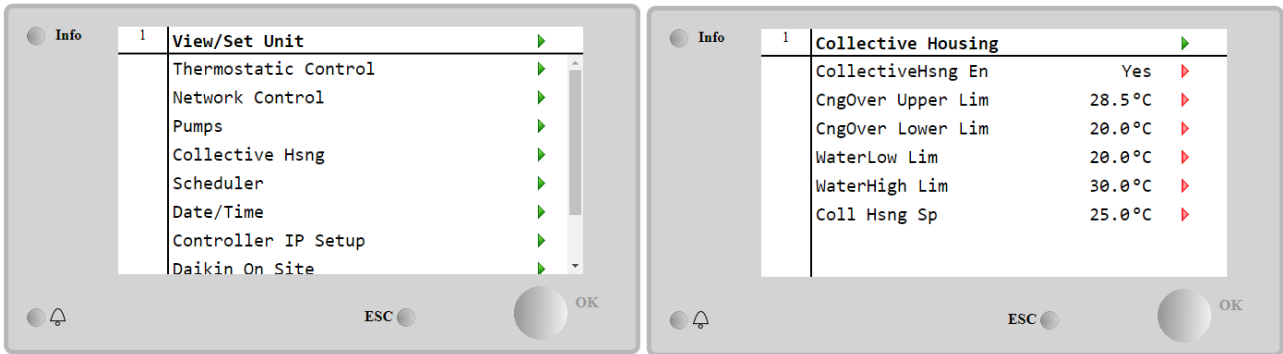 Info
1 View/Set Unit
Thermostatic Control
Network Control
Pumps
Collective Hsng
Scheduler
Date/Time
Controller IP Setup
Daikin On Site
ESC
OK
Info
1 Collective Housing
CollectiveHsng En Yes
CngOver Upper Lim 28.5°C
CngOver Lower Lim 20.0°C
WaterLow Lim 20.0°C
WaterHigh Lim 30.0°C
Coll Hsng Sp 25.0°C
ESC
OK